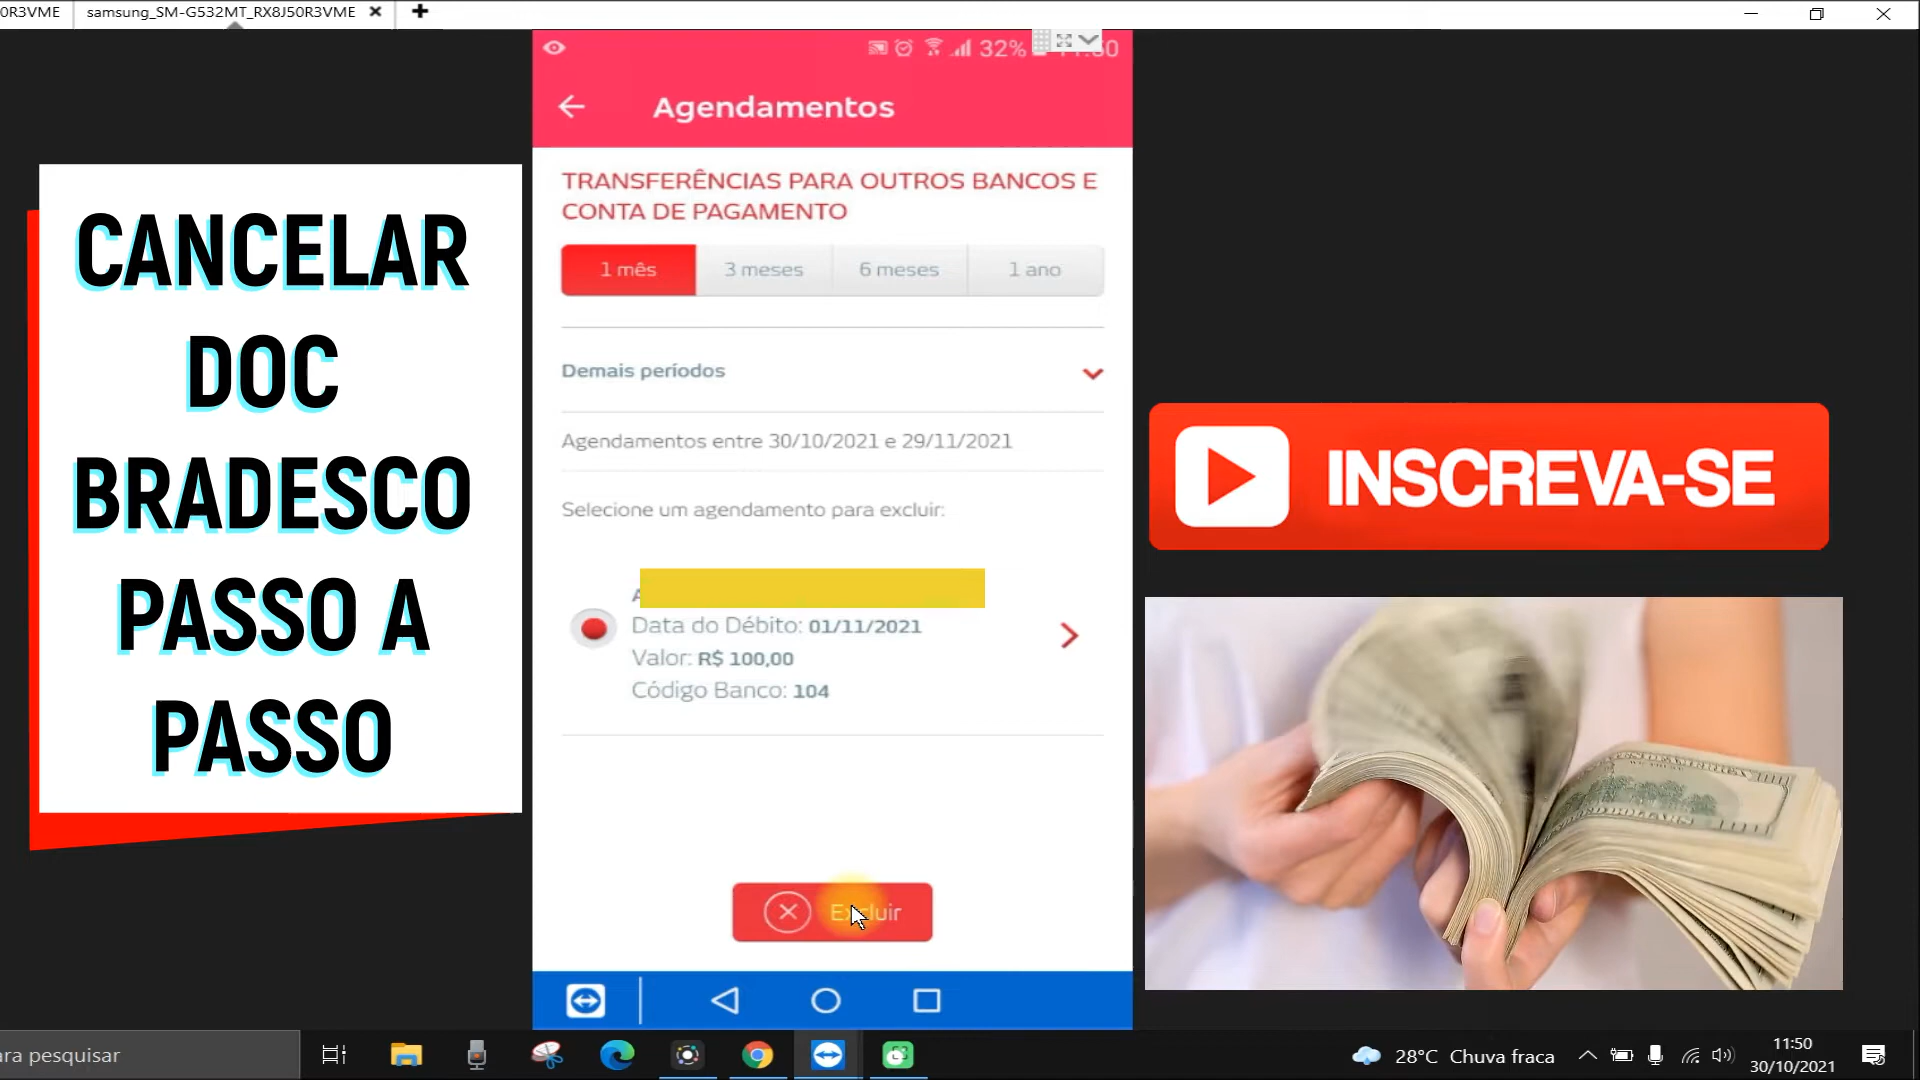 0R3VME
samsung_SM-G532MT_RX8J50R3VME
32%
Agendamentos
TRANSFERÊNCIAS PARA OUTROS BANCOS E
CONTA DE PAGAMENTO
1 mês 3 meses 6 meses 1 ano
Demais períodos
Agendamentos entre 30/10/2021 e 29/11/2021
Selecione um agendamento para excluir:
Data do Débito: 01/11/2021
Valor: R$ 100,00
Código Banco: 104
Excluir
CANCELAR
DOC
BRADESCO
PASSO A
PASSO
INSCREVA-SE
ara pesquisar
28°C Chuva fraca
11:50
30/10/2021